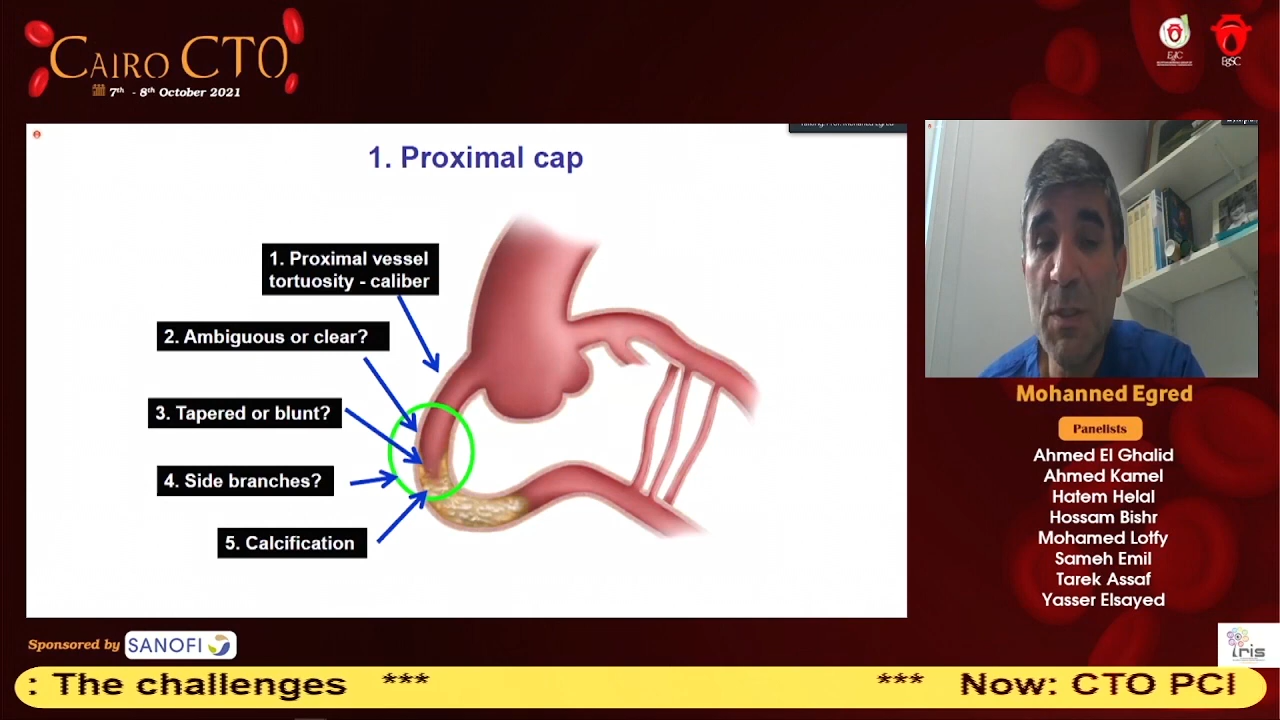 CAIRO CTO
7th - 8th October 2021
EgSC
1. Proximal cap
1. Proximal vessel
tortuosity - caliber
2. Ambiguous or clear?
3. Tapered or blunt?
4. Side branches?
5. Calcification
Mohanned Egred
Panelists
Ahmed El Ghalid
Ahmed Kamel
Hatem Helal
Hossam Bishr
Mohamed Lotfy
Sameh Emil
Tarek Assaf
Yasser Elsayed
Sponsored by SANOFI
iris
: The challenges *** *** Now: CTO PCI